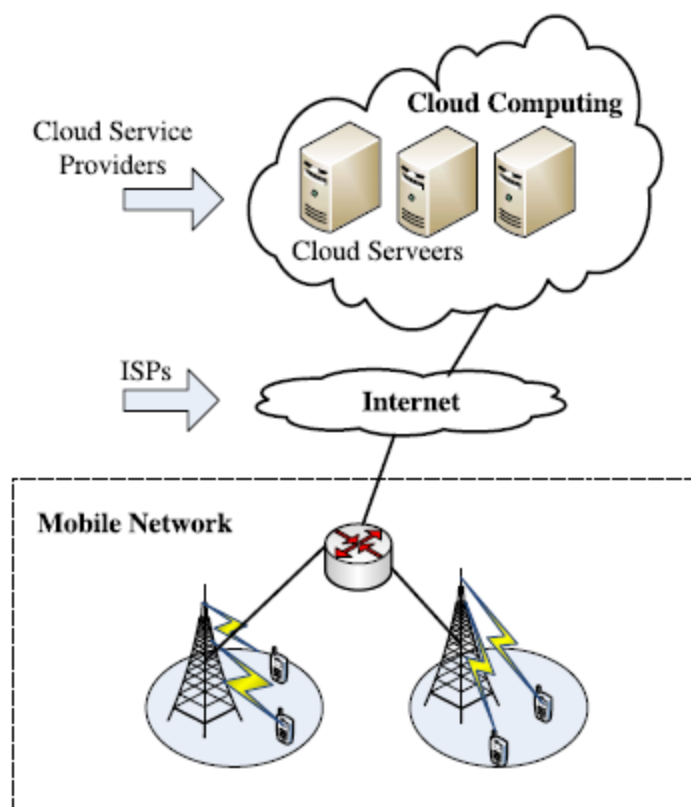 Cloud Computing
Cloud Service
Providers
Cloud Serveers
ISPs
Internet
Mobile Network